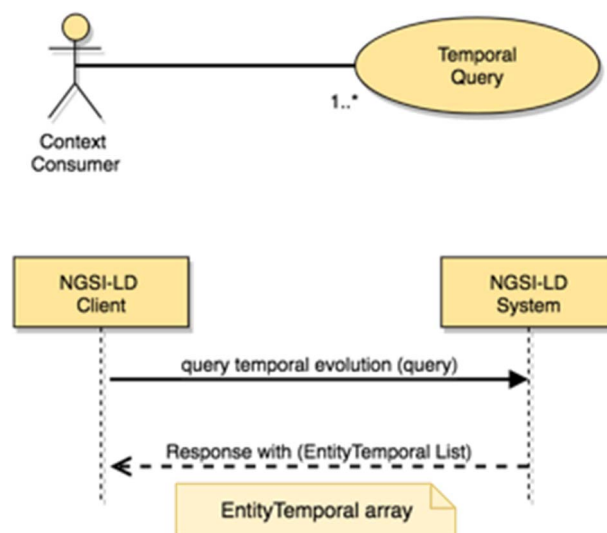 Temporal
Query
1..*
Context
Consumer
NGSI-LD
Client
NGSI-LD
System
query temporal evolution (query)
Response with (EntityTemporal List)
EntityTemporal array